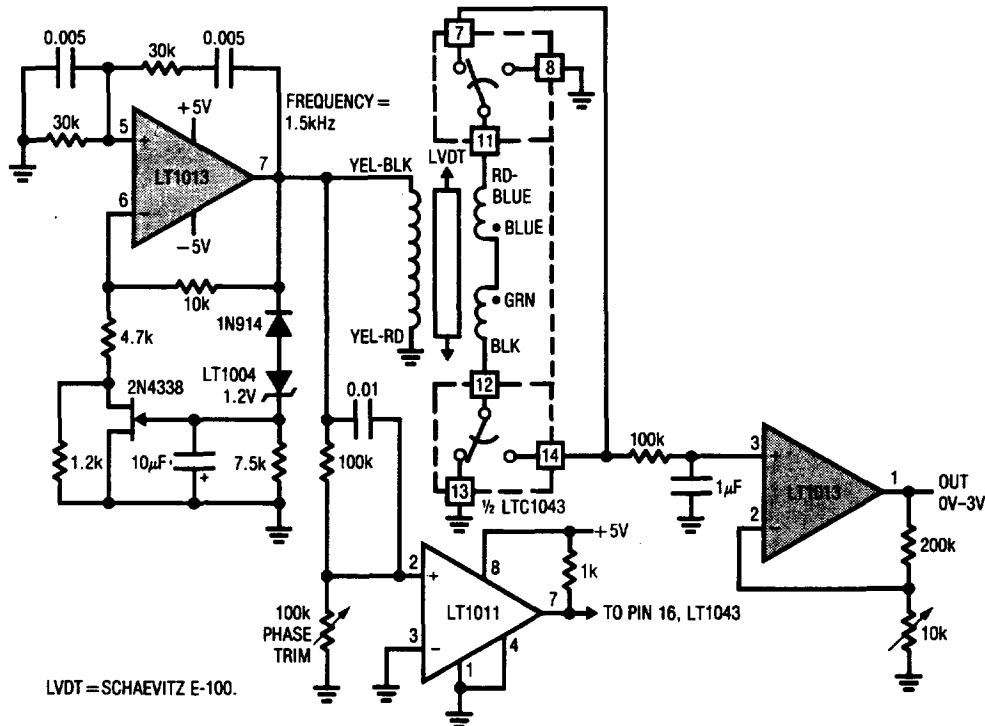 7
0.005
0.005
30k
8
+5V
FREQUENCY =
1.5kHz
30k
5
+
11
LT1013
7
YEL-BLK
LVDT
RD-
BLUE
6
−
BLUE
−5V
GRN
10k
1N914
YEL-RD
BLK
4.7k
LT1004
1.2V
12
2N4338
0.01
14
100k
3
+
1
OUT
0V–3V
1.2k
10µF
+
7.5k
100k
13
1µF
LT1013
½ LTC1043
2
−
200k
+5V
8
1k
2
+
7
TO PIN 16, LT1043
100k
PHASE
TRIM
LT1011
10k
3
−
4
1
LVDT = SCHAEVITZ E-100.